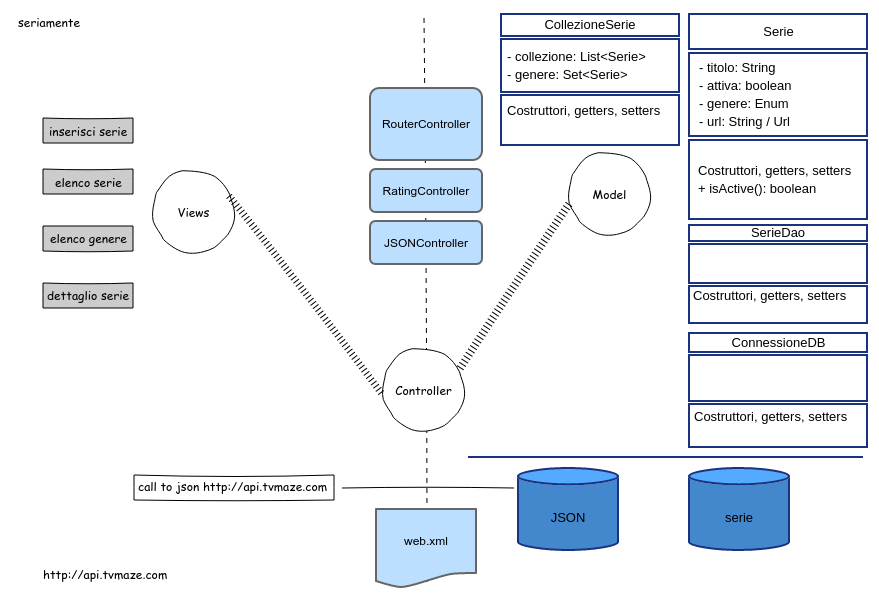 seriamente
inserisci serie
elenco serie
elenco genere
dettaglio serie
Views
RouterController
RatingController
JSONController
Controller
Model
CollezioneSerie
- collezione: List<Serie>
- genere: Set<Serie>
Costruttori, getters, setters
Serie
- titolo: String
- attiva: boolean
- genere: Enum
- url: String / Url
Costruttori, getters, setters
+ isActive(): boolean
SerieDao
Costruttori, getters, setters
ConnessioneDB
Costruttori, getters, setters
call to json http://api.tvmaze.com
JSON
serie
web.xml
http://api.tvmaze.com